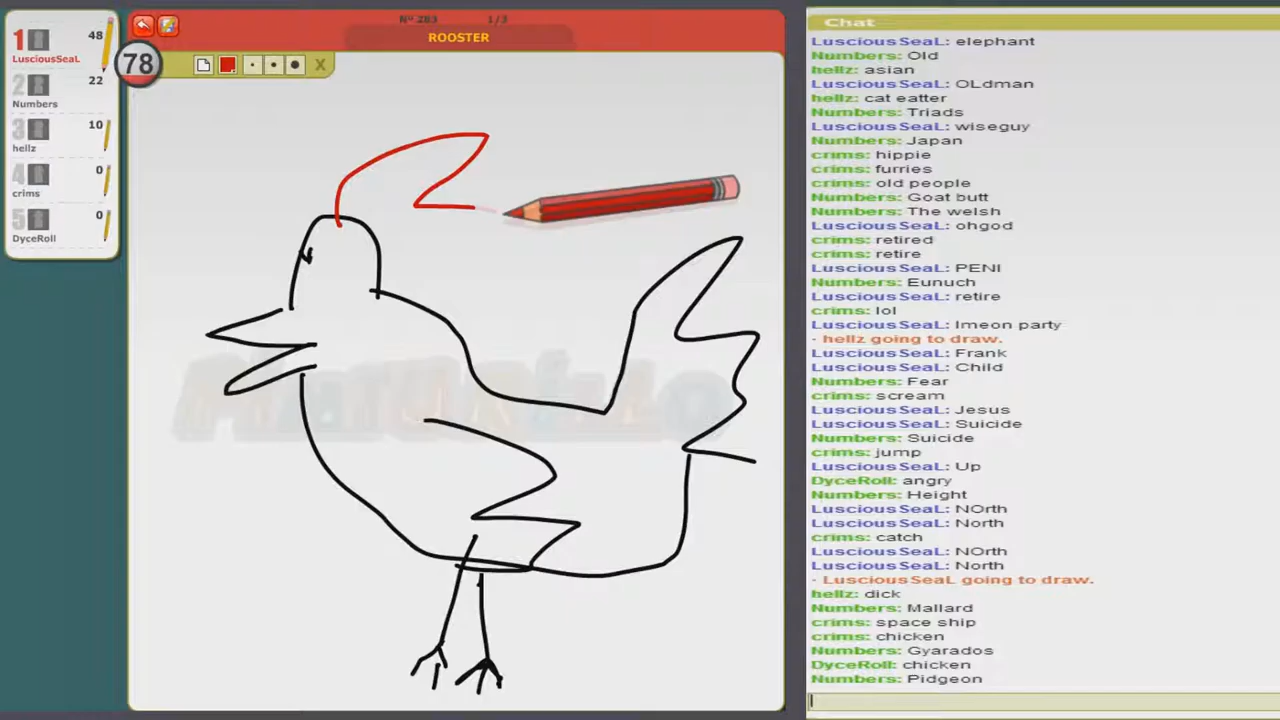 Nº 283 1/3
ROOSTER
78
X
1 48
LusciousSeaL
2 22
Numbers
3 10
hellz
4 0
crims
5 0
DyceRoll
Chat
LusciousSeaL: elephant
Numbers: Old
hellz: asian
LusciousSeaL: OLdman
hellz: cat eatter
Numbers: Triads
LusciousSeaL: wiseguy
Numbers: Japan
crims: hippie
crims: furries
crims: old people
Numbers: Goat butt
Numbers: The welsh
LusciousSeaL: ohgod
crims: retired
crims: retire
LusciousSeaL: PENI
Numbers: Eunuch
LusciousSeaL: retire
crims: lol
LusciousSeaL: lmeon party
· hellz going to draw.
LusciousSeaL: Frank
LusciousSeaL: Child
Numbers: Fear
crims: scream
LusciousSeaL: Jesus
LusciousSeaL: Suicide
Numbers: Suicide
crims: jump
LusciousSeaL: Up
DyceRoll: angry
Numbers: Height
LusciousSeaL: NOrth
LusciousSeaL: North
crims: catch
LusciousSeaL: NOrth
LusciousSeaL: North
· LusciousSeaL going to draw.
hellz: dick
Numbers: Mallard
crims: space ship
crims: chicken
Numbers: Gyarados
DyceRoll: chicken
Numbers: Pidgeon